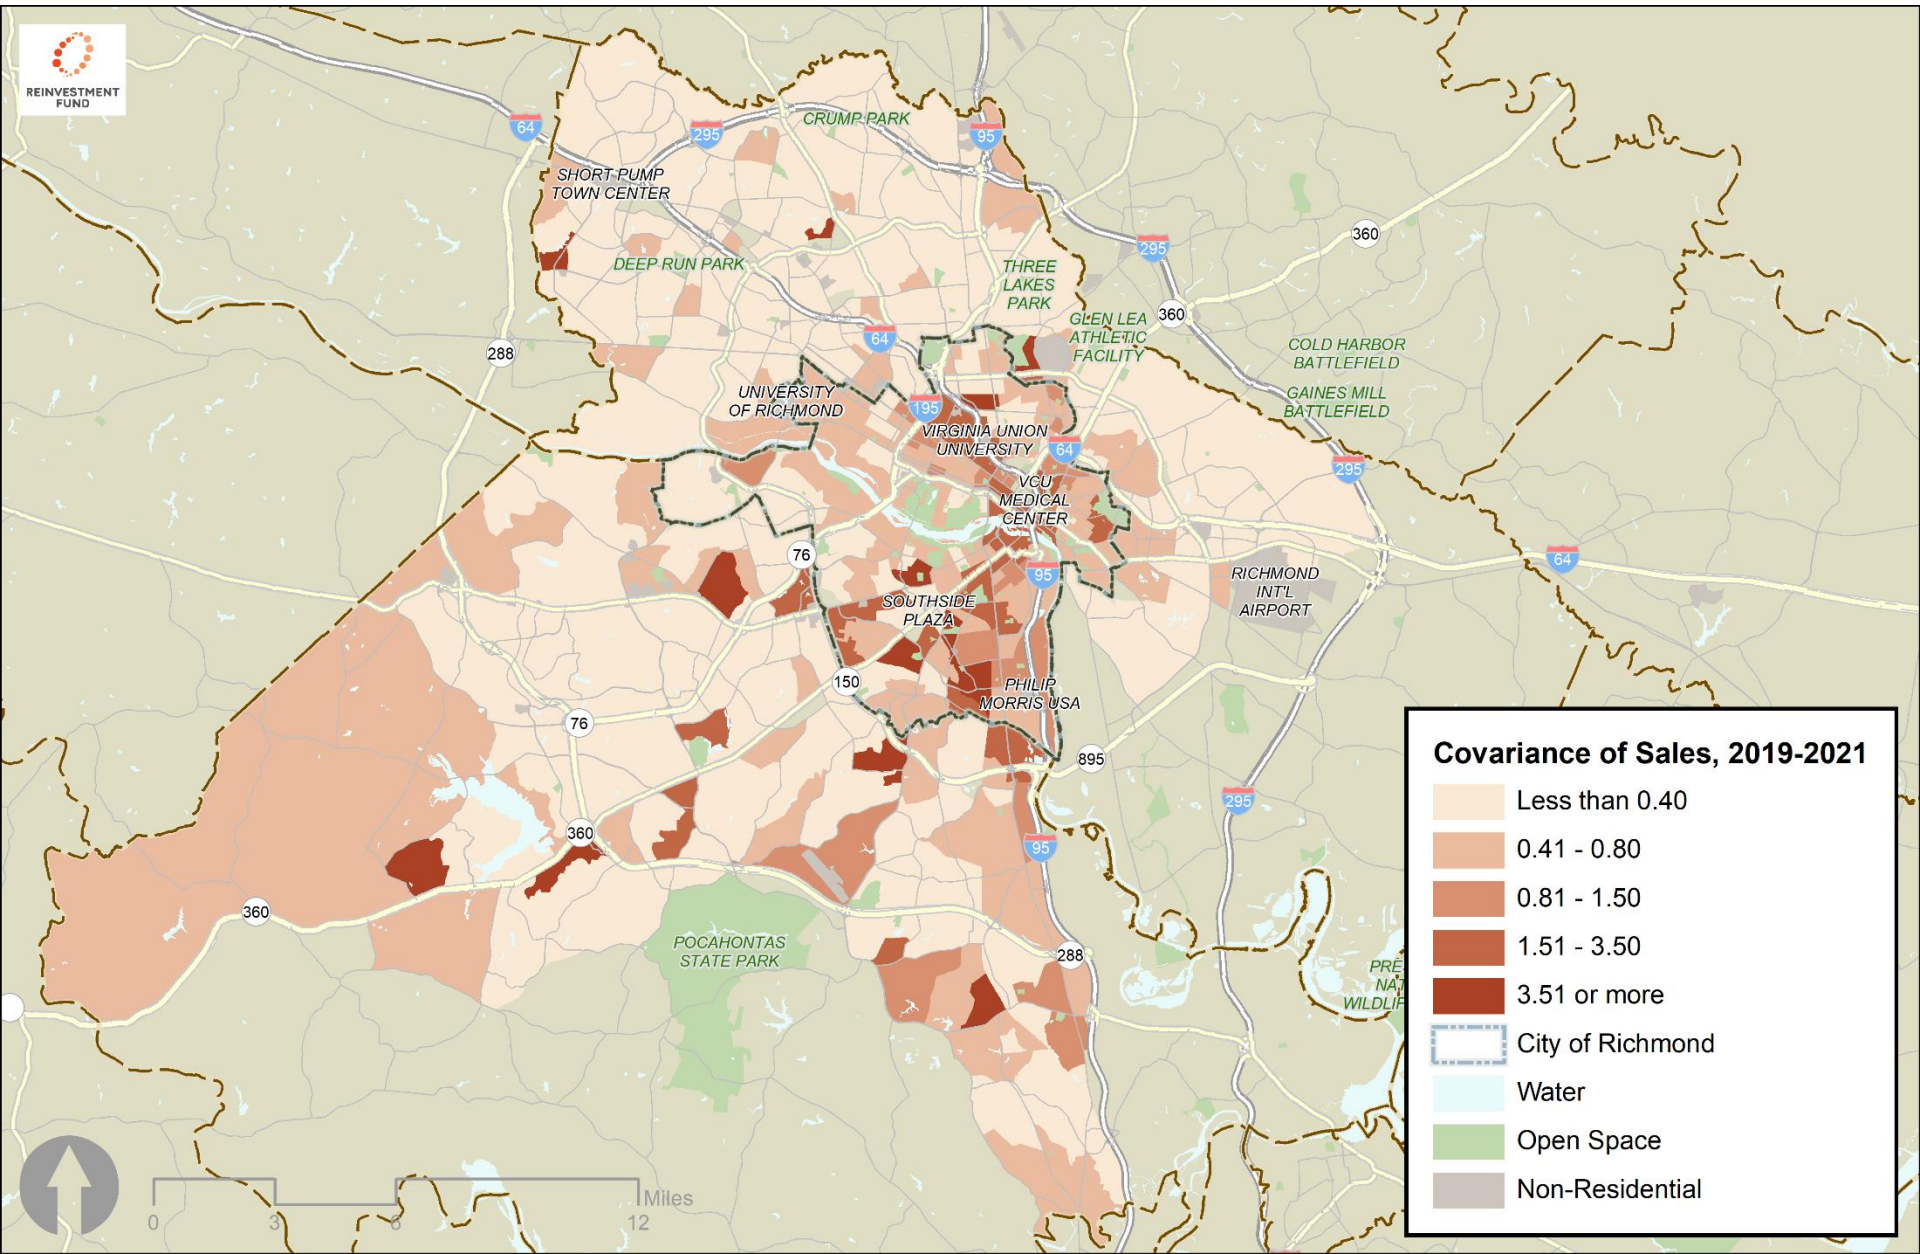 REINVESTMENT
FUND
64
295
CRUMP PARK
95
SHORT PUMP
TOWN CENTER
360
295
DEEP RUN PARK
THREE
LAKES
PARK
360
GLEN LEA
ATHLETIC
FACILITY
64
288
COLD HARBOR
BATTLEFIELD
UNIVERSITY
OF RICHMOND
195
GAINES MILL
BATTLEFIELD
VIRGINIA UNION
UNIVERSITY
64
295
VCU
MEDICAL
CENTER
76
64
95
RICHMOND
INT'L
AIRPORT
SOUTHSIDE
PLAZA
150
PHILIP
MORRIS USA
76
895
295
360
95
360
POCAHONTAS
STATE PARK
288
PRE
NAT
WILDLIF
Covariance of Sales, 2019-2021
Less than 0.40
0.41 - 0.80
0.81 - 1.50
1.51 - 3.50
3.51 or more
City of Richmond
Water
Open Space
Non-Residential
Miles
0 3 6 12